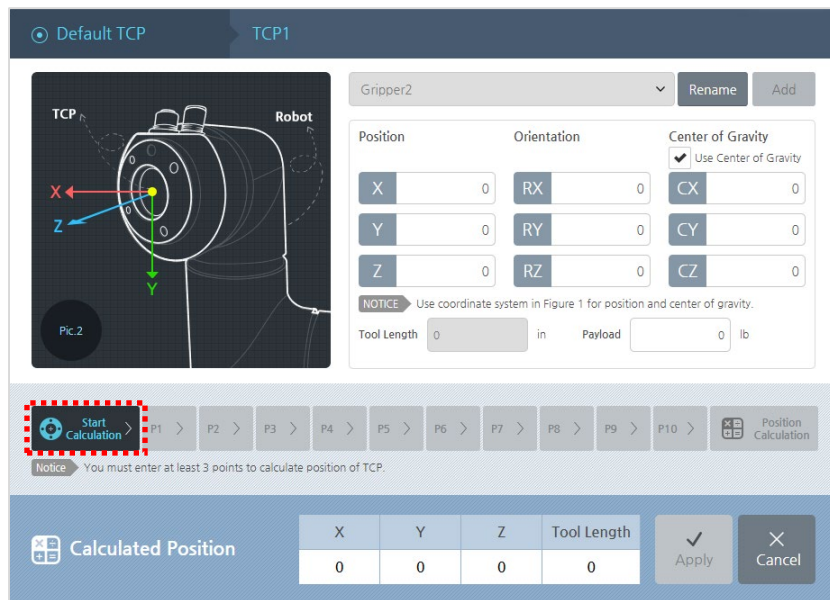 Default TCP
TCP1
TCP
Robot
X
Z
Y
Pic.2
Gripper2
Rename
Add
Position
Orientation
Center of Gravity
Use Center of Gravity
X 0
RX 0
CX 0
Y 0
RY 0
CY 0
Z 0
RZ 0
CZ 0
NOTICE Use coordinate system in Figure 1 for position and center of gravity.
Tool Length 0 in Payload 0 lb
Start
Calculation
P1
P2
P3
P4
P5
P6
P7
P8
P9
P10
Position
Calculation
Notice You must enter at least 3 points to calculate position of TCP.
Calculated Position
X Y Z Tool Length
0 0 0 0
Apply
Cancel